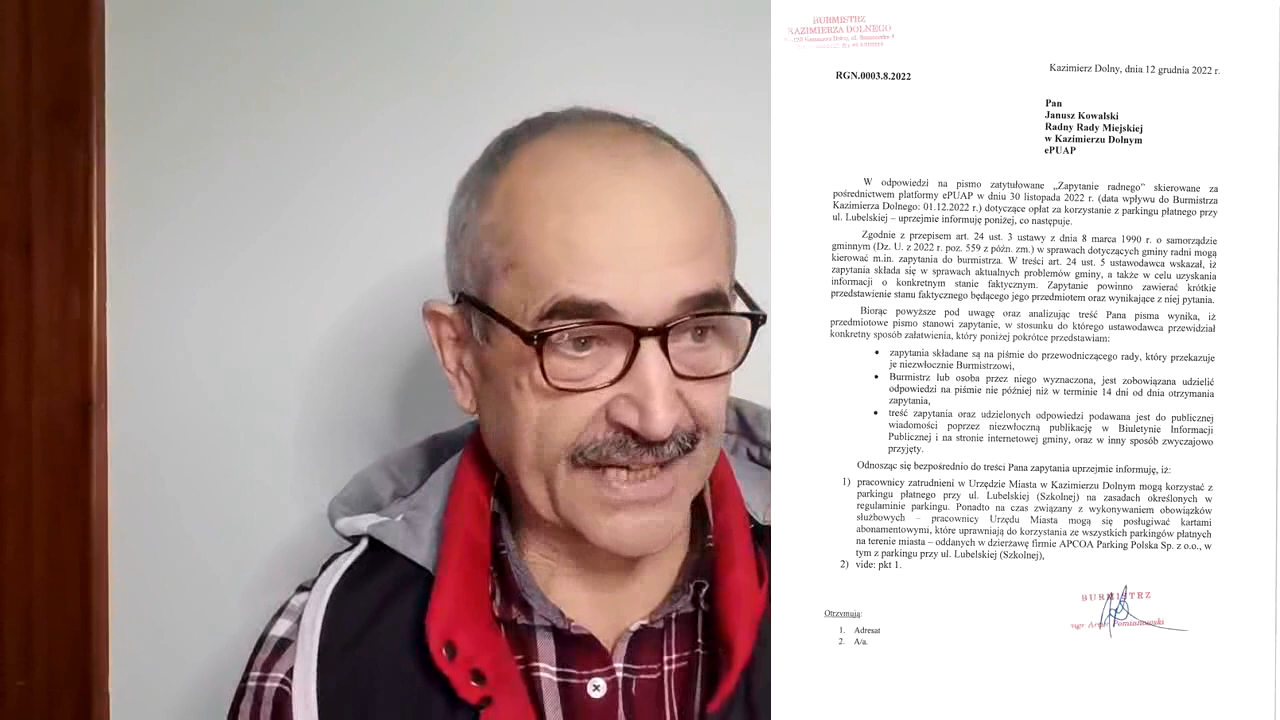 BURMISTRZ
KAZIMIERZA DOLNEGO
Kazimierz Dolny, dnia 12 grudnia 2022 r.
RGN.0003.8.2022
Pan
Janusz Kowalski
Radny Rady Miejskiej
w Kazimierzu Dolnym
ePUAP
W odpowiedzi na pismo zatytułowane „Zapytanie radnego” skierowane za
pośrednictwem platformy ePUAP w dniu 30 listopada 2022 r. (data wpływu do Burmistrza
Kazimierza Dolnego: 01.12.2022 r.) dotyczące opłat za korzystanie z parkingu płatnego przy
ul. Lubelskiej – uprzejmie informuję poniżej, co następuje.
Zgodnie z przepisem art. 24 ust. 3 ustawy z dnia 8 marca 1990 r. o samorządzie
gminnym (Dz. U. z 2022 r. poz. 559 z późn. zm.) w sprawach dotyczących gminy radni mogą
kierować m.in. zapytania do burmistrza. W treści art. 24 ust. 5 ustawodawca wskazał, iż
zapytania składa się w sprawach aktualnych problemów gminy, a także w celu uzyskania
informacji o konkretnym stanie faktycznym. Zapytanie powinno zawierać krótkie
przedstawienie stanu faktycznego będącego jego przedmiotem oraz wynikające z niej pytania.
Biorąc powyższe pod uwagę oraz analizując treść Pana pisma wynika, iż
przedmiotowe pismo stanowi zapytanie, w stosunku do którego ustawodawca przewidział
konkretny sposób załatwienia, który poniżej pokrótce przedstawiam:
• zapytania składane są na piśmie do przewodniczącego rady, który przekazuje
je niezwłocznie Burmistrzowi,
• Burmistrz lub osoba przez niego wyznaczona, jest zobowiązana udzielić
odpowiedzi na piśmie nie później niż w terminie 14 dni od dnia otrzymania
zapytania,
• treść zapytania oraz udzielonych odpowiedzi podawana jest do publicznej
wiadomości poprzez niezwłoczną publikację w Biuletynie Informacji
Publicznej i na stronie internetowej gminy, oraz w inny sposób zwyczajowo
przyjęty.
Odnosząc się bezpośrednio do treści Pana zapytania uprzejmie informuję, iż:
1) pracownicy zatrudnieni w Urzędzie Miasta w Kazimierzu Dolnym mogą korzystać z
parkingu płatnego przy ul. Lubelskiej (Szkolnej) na zasadach określonych w
regulaminie parkingu. Ponadto na czas związany z wykonywaniem obowiązków
służbowych – pracownicy Urzędu Miasta mogą się posługiwać kartami
abonamentowymi, które uprawniają do korzystania ze wszystkich parkingów płatnych
na terenie miasta – oddanych w dzierżawę firmie APCOA Parking Polska Sp. z o.o., w
tym z parkingu przy ul. Lubelskiej (Szkolnej),
2) vide: pkt 1.
BURMISTRZ
mgr Artur Pomianowski
Otrzymują:
1. Adresat
2. A/a.